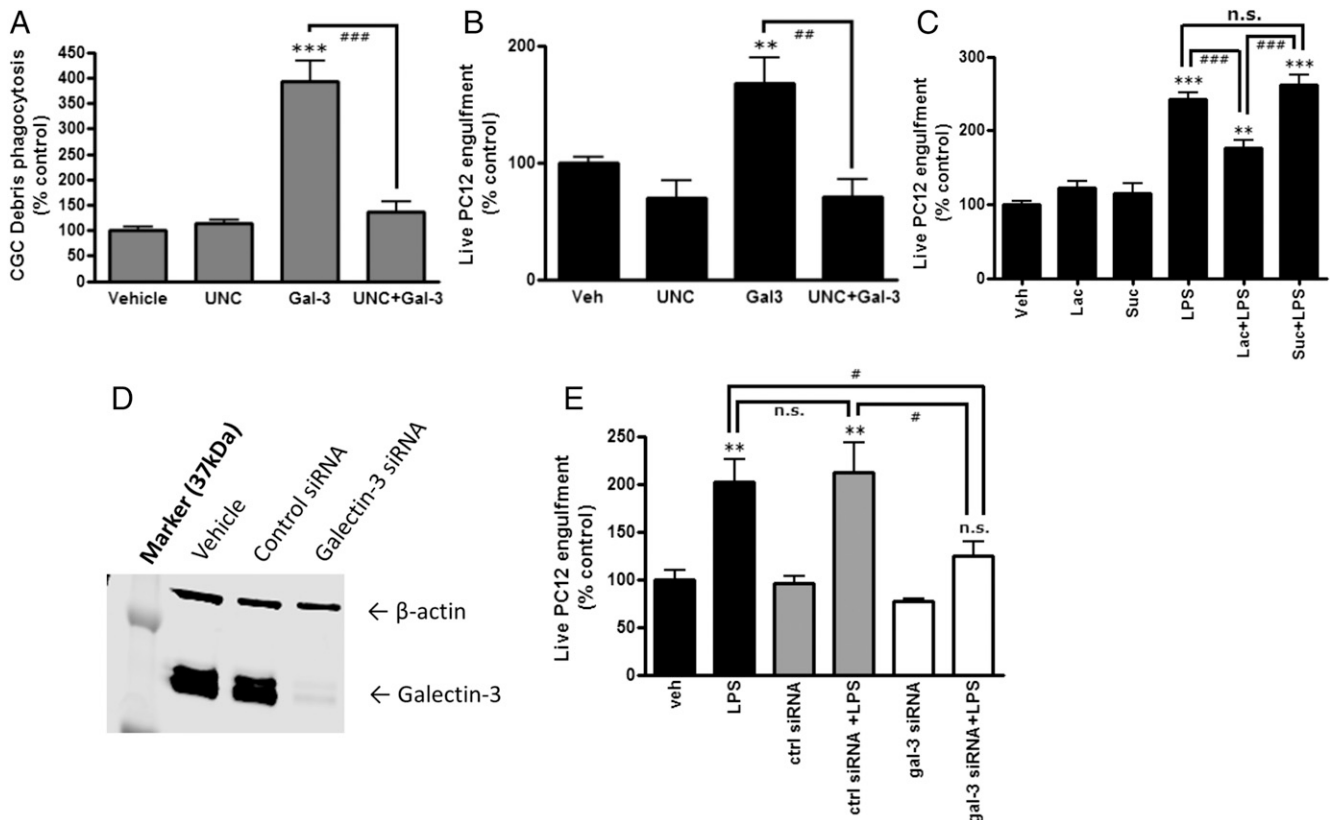 A
CGC Debris phagocytosis
(% control)
450
400
350
300
250
200
150
100
50
0
***
###
Vehicle
UNC
Gal-3
UNC+Gal-3
B
Live PC12 engulfment
(% control)
200
100
0
**
##
Veh
UNC
Gal3
UNC+Gal-3
C
Live PC12 engulfment
(% control)
300
200
100
0
n.s.
###
###
***
**
***
Veh
Lac
Suc
LPS
Lac+LPS
Suc+LPS
D
Marker (37kDa)
Vehicle
Control siRNA
Galectin-3 siRNA
← β-actin
← Galectin-3
E
Live PC12 engulfment
(% control)
250
200
150
100
50
0
#
n.s.
#
**
**
n.s.
veh
LPS
ctrl siRNA
ctrl siRNA +LPS
gal-3 siRNA
gal-3 siRNA+LPS